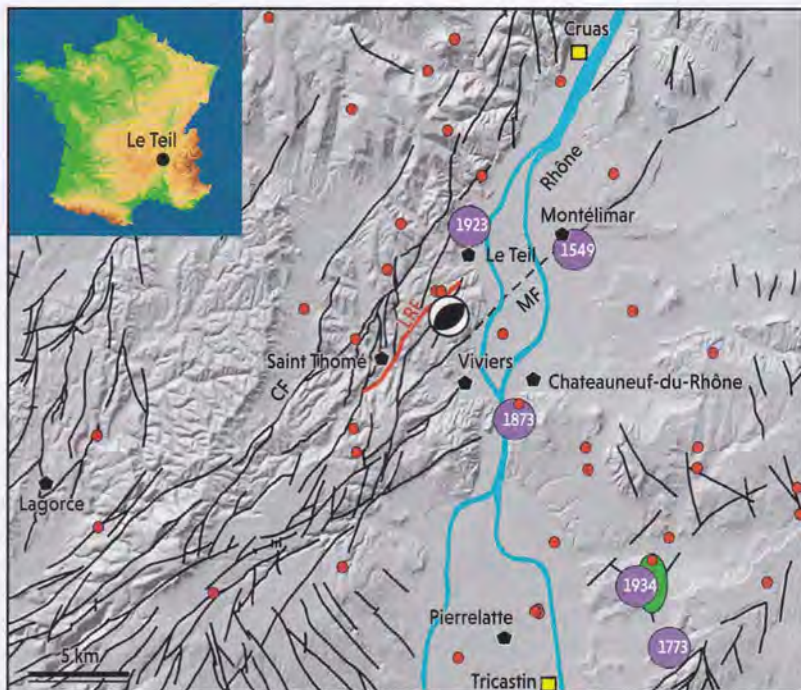 Le Teil
Cruas
Rhône
1923
Montélimar
1549
Le Teil
MF
LRF
Saint Thomé
CF
Viviers
Chateauneuf-du-Rhône
1873
Lagorce
1934
Pierrelatte
1773
5 km
Tricastin